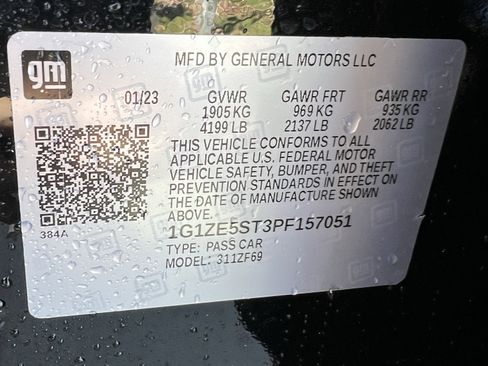 gm
MFD BY GENERAL MOTORS LLC
01/23 GVWR GAWR FRT GAWR RR
1905 KG 969 KG 935 KG
4199 LB 2137 LB 2062 LB
THIS VEHICLE CONFORMS TO ALL
APPLICABLE U.S. FEDERAL MOTOR
VEHICLE SAFETY, BUMPER, AND THEFT
PREVENTION STANDARDS IN EFFECT ON
THE DATE OF MANUFACTURE SHOWN
ABOVE.
384A
1G1ZE5ST3PF157051
TYPE: PASS CAR
MODEL: 311ZF69